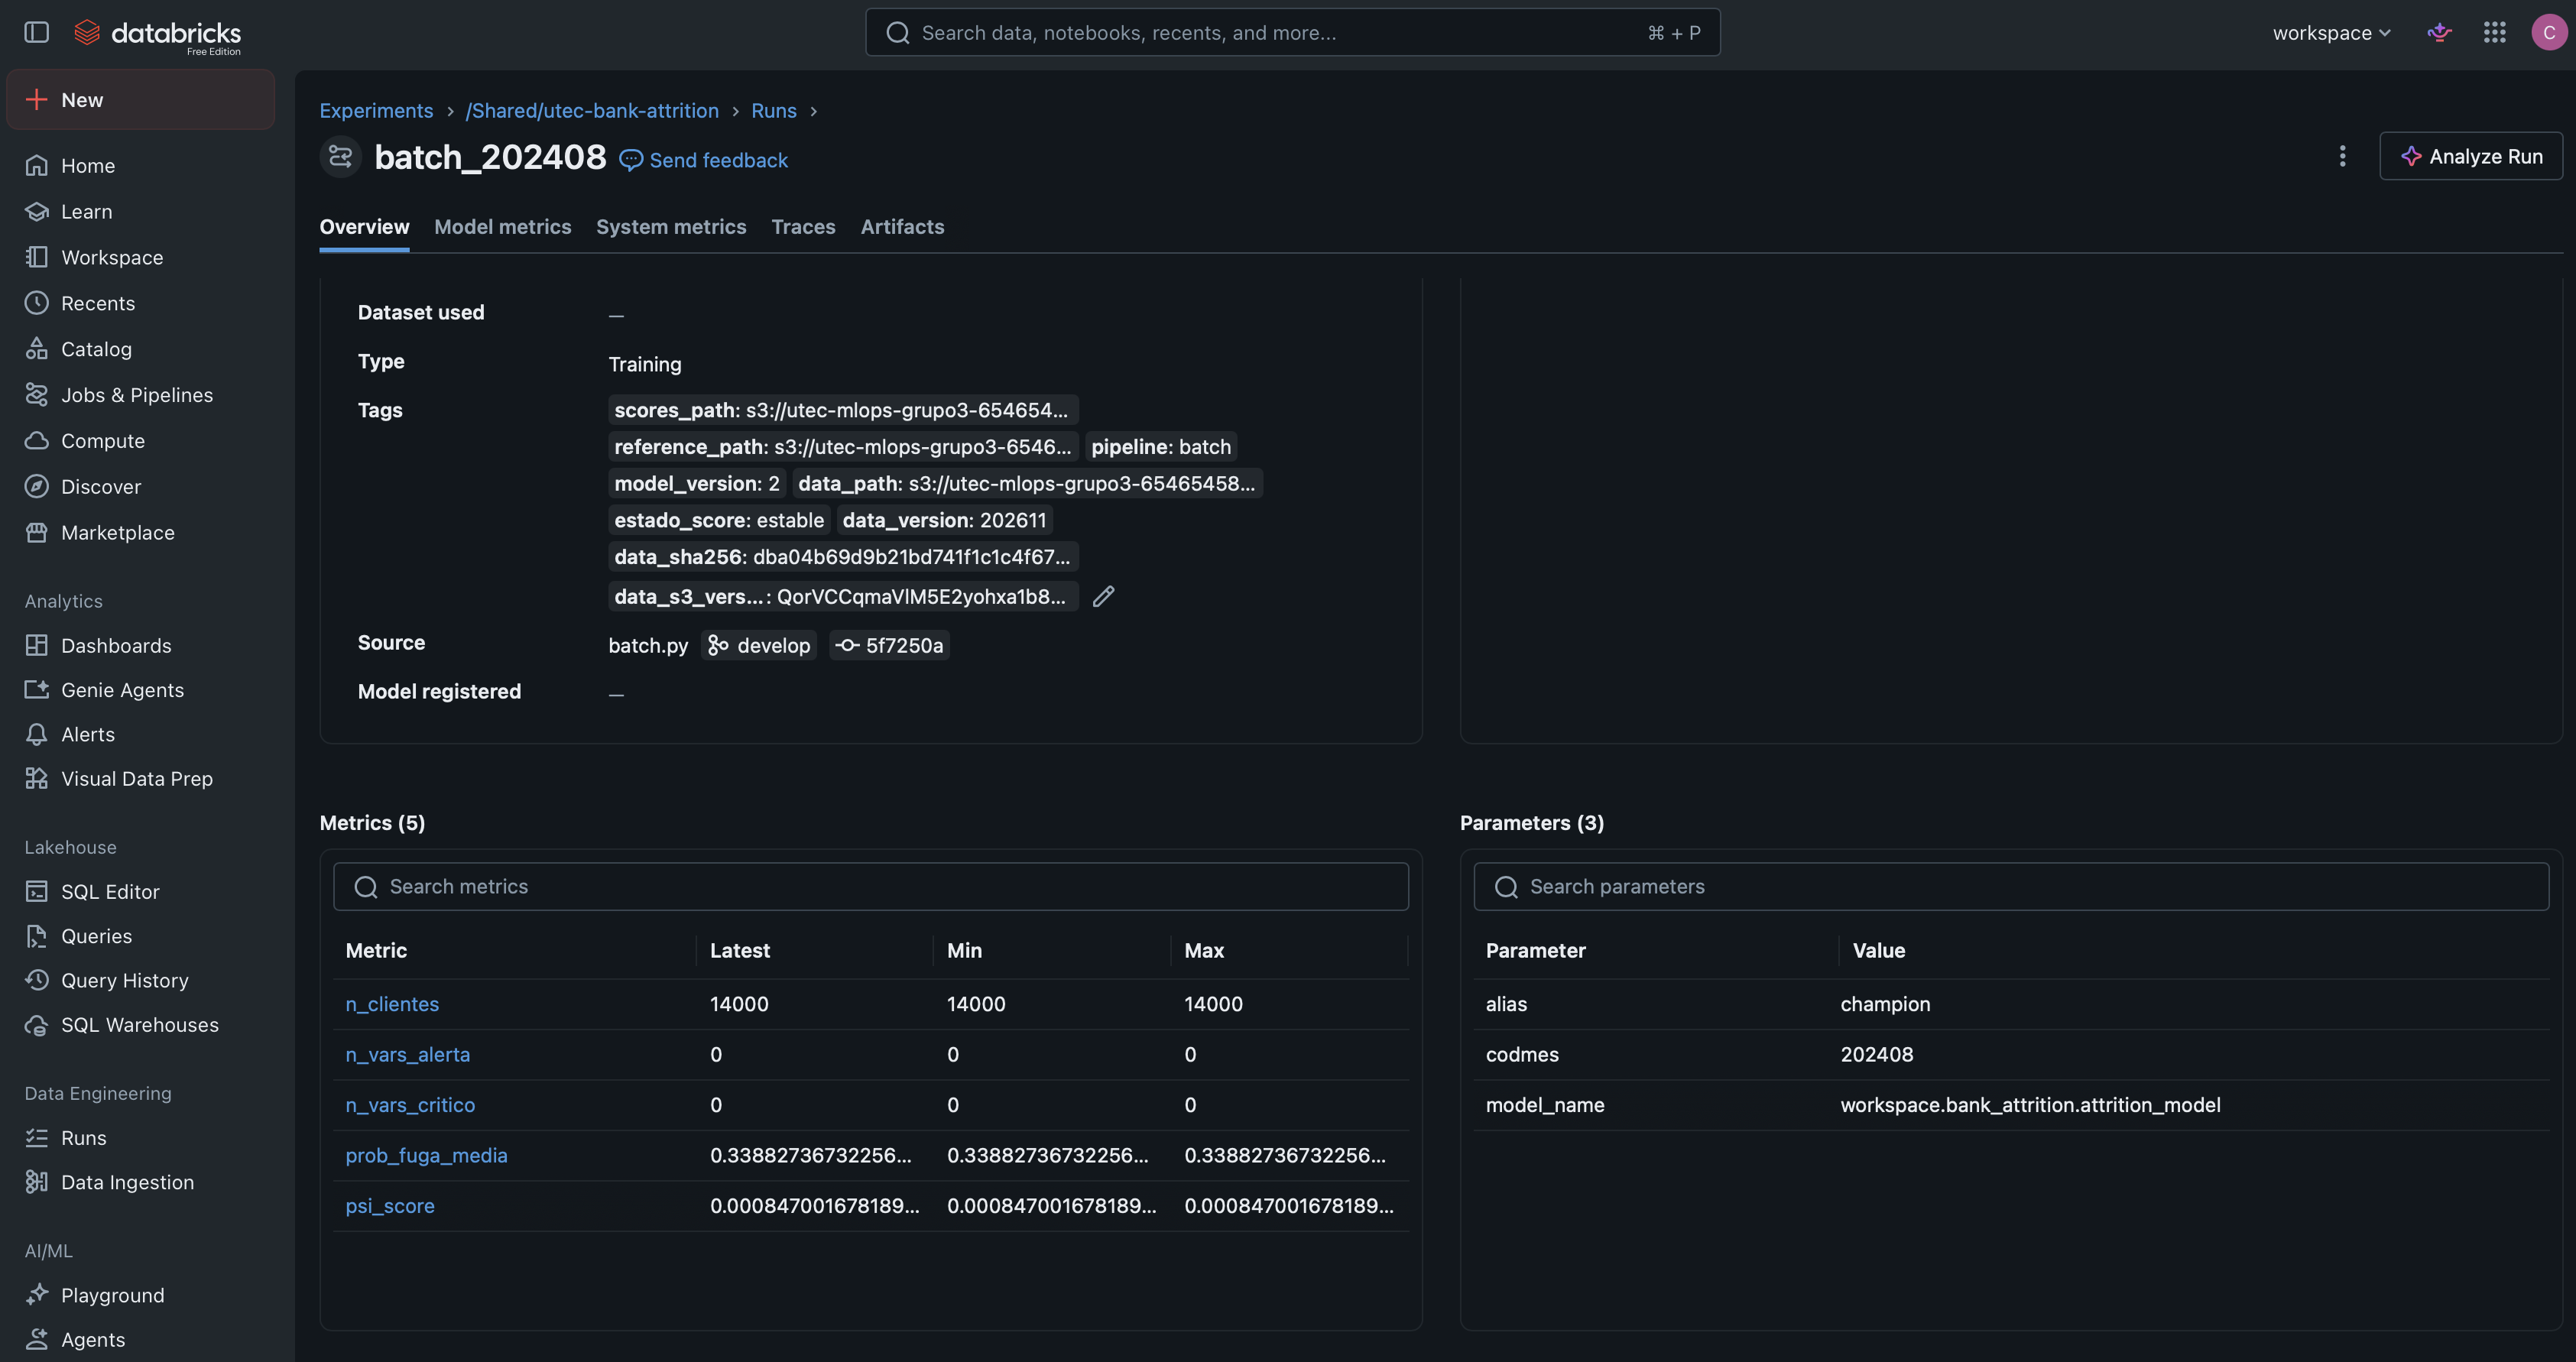 databricks
Free Edition
Search data, notebooks, recents, and more...
⌘ + P
workspace
C
New
Home
Learn
Workspace
Recents
Catalog
Jobs & Pipelines
Compute
Discover
Marketplace
Analytics
Dashboards
Genie Agents
Alerts
Visual Data Prep
Lakehouse
SQL Editor
Queries
Query History
SQL Warehouses
Data Engineering
Runs
Data Ingestion
AI/ML
Playground
Agents
Experiments > /Shared/utec-bank-attrition > Runs >
batch_202408 Send feedback
Analyze Run
Overview Model metrics System metrics Traces Artifacts
Dataset used —
Type Training
Tags scores_path: s3://utec-mlops-grupo3-654654...
reference_path: s3://utec-mlops-grupo3-6546... pipeline: batch
model_version: 2 data_path: s3://utec-mlops-grupo3-65465458...
estado_score: estable data_version: 202611
data_sha256: dba04b69d9b21bd741f1c1c4f67...
data_s3_vers...: QorVCCqmaVlM5E2yohxa1b8...
Source batch.py develop 5f7250a
Model registered —
Metrics (5)
Search metrics
Metric Latest Min Max
n_clientes 14000 14000 14000
n_vars_alerta 0 0 0
n_vars_critico 0 0 0
prob_fuga_media 0.33882736732256... 0.33882736732256... 0.33882736732256...
psi_score 0.000847001678189... 0.000847001678189... 0.000847001678189...
Parameters (3)
Search parameters
Parameter Value
alias champion
codmes 202408
model_name workspace.bank_attrition.attrition_model